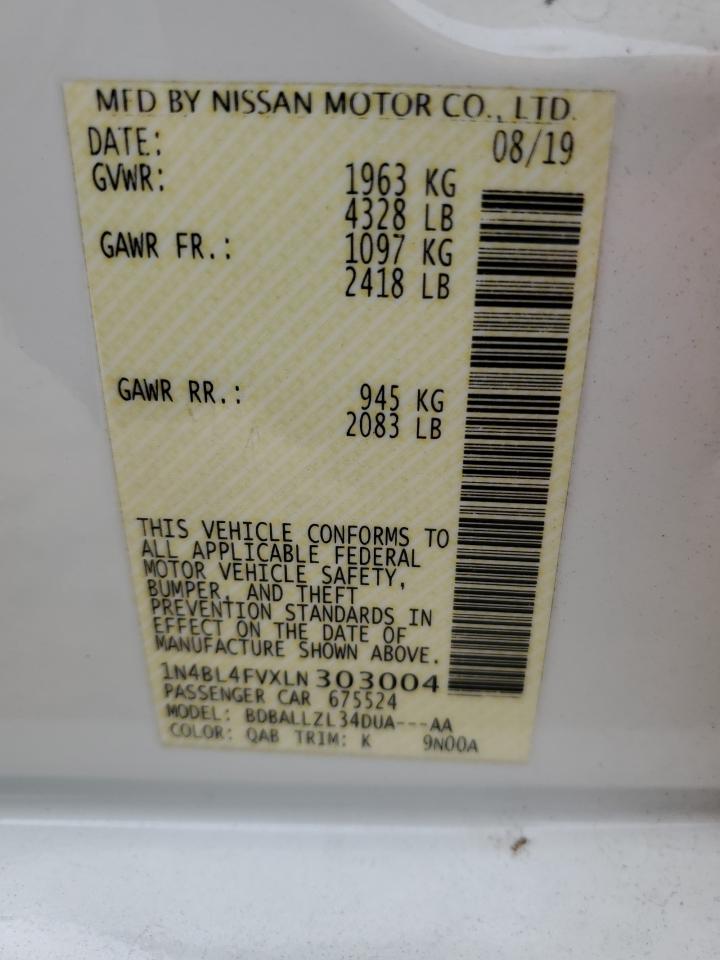 MFD BY NISSAN MOTOR CO., LTD.
DATE: 08/19
GVWR: 1963 KG
4328 LB
GAWR FR.: 1097 KG
2418 LB
GAWR RR.: 945 KG
2083 LB
THIS VEHICLE CONFORMS TO
ALL APPLICABLE FEDERAL
MOTOR VEHICLE SAFETY,
BUMPER, AND THEFT
PREVENTION STANDARDS IN
EFFECT ON THE DATE OF
MANUFACTURE SHOWN ABOVE.
1N4BL4FVXLN303004
PASSENGER CAR 675524
MODEL: BDBALLZL34DUA---AA
COLOR: QAB TRIM: K 9N00A